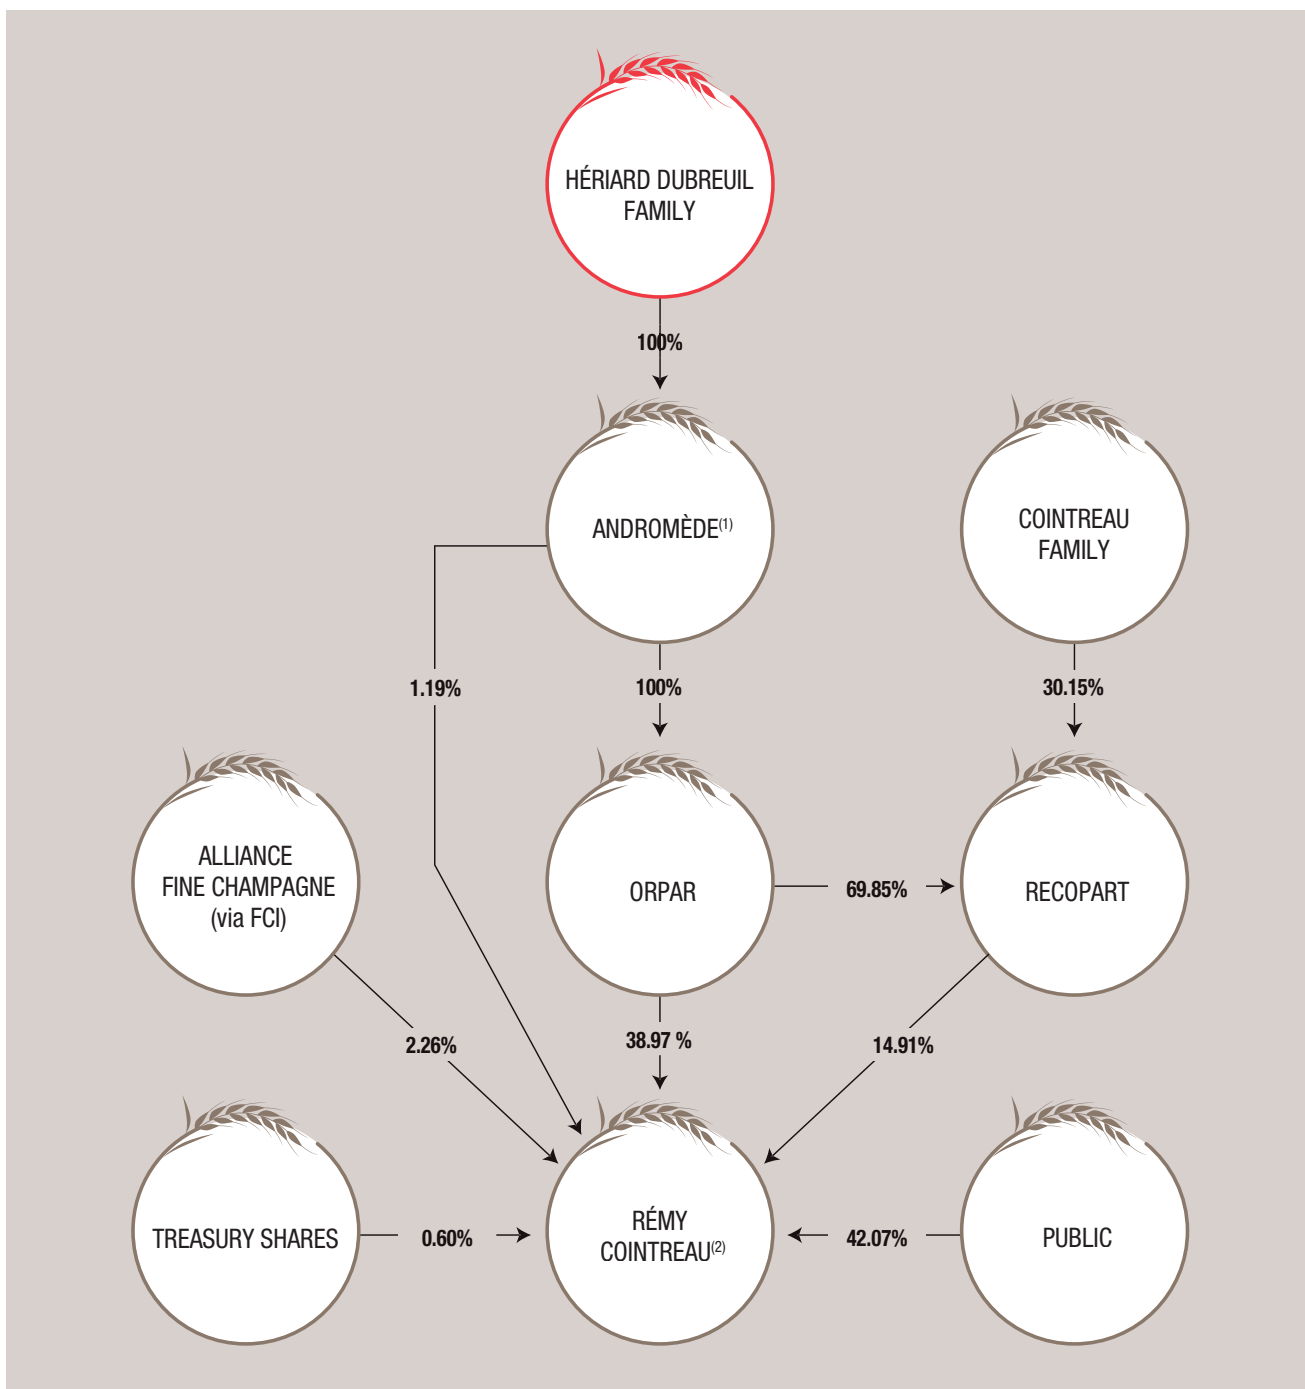 HÉRIARD DUBREUIL
FAMILY
100%
ANDROMÈDE(1)
COINTREAU
FAMILY
1.19%
100%
30.15%
ALLIANCE
FINE CHAMPAGNE
(via FCI)
ORPAR
69.85%
RECOPART
2.26%
38.97 %
14.91%
TREASURY SHARES
0.60%
RÉMY
COINTREAU(2)
42.07%
PUBLIC